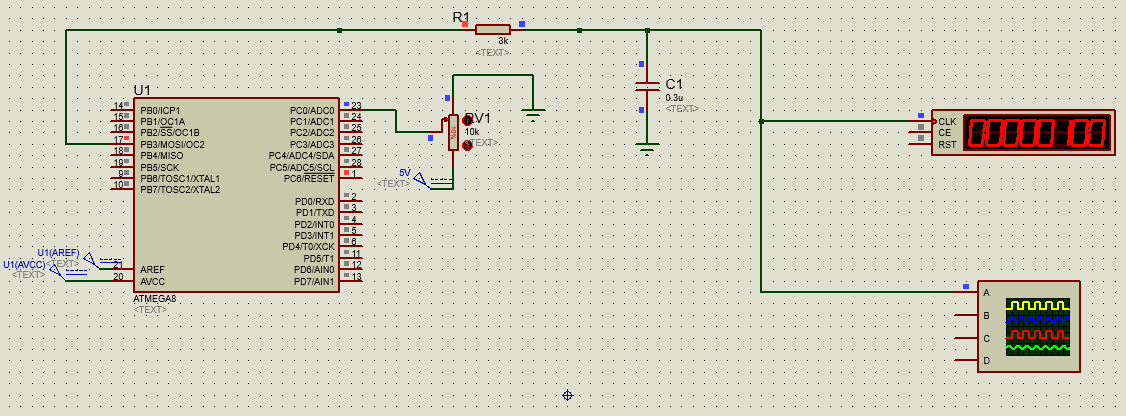 R1
3k
<TEXT>
U1
14 PB0/ICP1
15 PB1/OC1A
16 PB2/SS/OC1B
17 PB3/MOSI/OC2
18 PB4/MISO
19 PB5/SCK
9 PB6/TOSC1/XTAL1
10 PB7/TOSC2/XTAL2
21 AREF
20 AVCC
PC0/ADC0 23
PC1/ADC1 24
PC2/ADC2 25
PC3/ADC3 26
PC4/ADC4/SDA 27
PC5/ADC5/SCL 28
PC6/RESET 1
PD0/RXD 2
PD1/TXD 3
PD2/INT0 4
PD3/INT1 5
PD4/T0/XCK 6
PD5/T1 11
PD6/AIN0 12
PD7/AIN1 13
ATMEGA8
<TEXT>
U1(AREF)
<TEXT>
U1(AVCC)
<TEXT>
RV1
10k
<TEXT>
5V
<TEXT>
C1
0.3u
<TEXT>
CLK
CE
RST
A
B
C
D